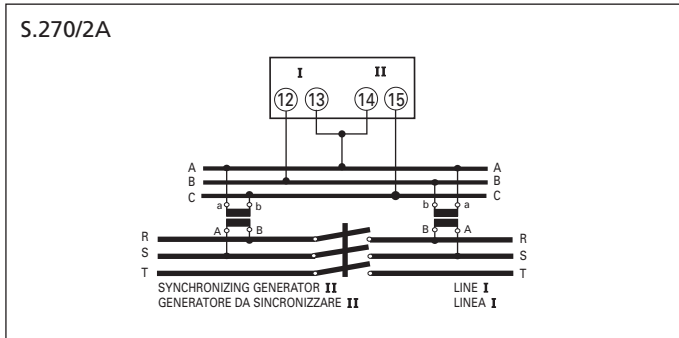 S.270/2A
I II
12 13 14 15
A A
B B
C C
a b b a
A B B A
R R
S S
T T
SYNCHRONIZING GENERATOR II LINE I
GENERATORE DA SINCRONIZZARE II LINEA I